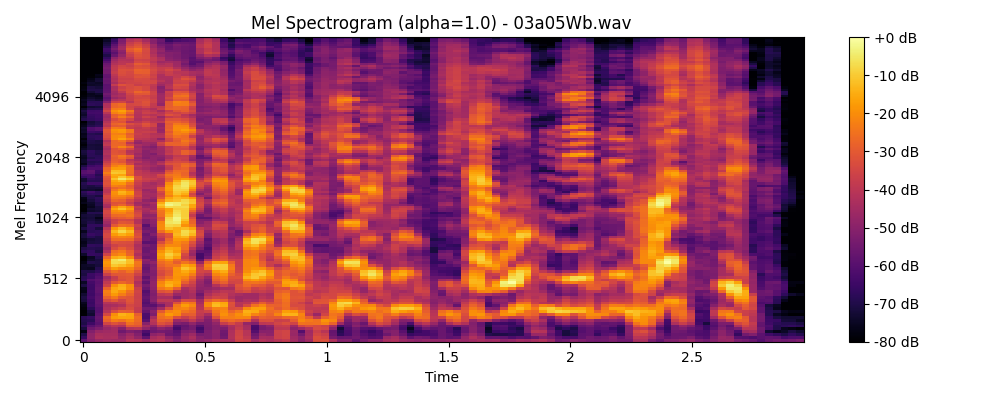 Mel Spectrogram (alpha=1.0) - 03a05Wb.wav
+0 dB
-10 dB
-20 dB
-30 dB
-40 dB
-50 dB
-60 dB
-70 dB
-80 dB
Mel Frequency
4096
2048
1024
512
0
0 0.5 1 1.5 2 2.5
Time